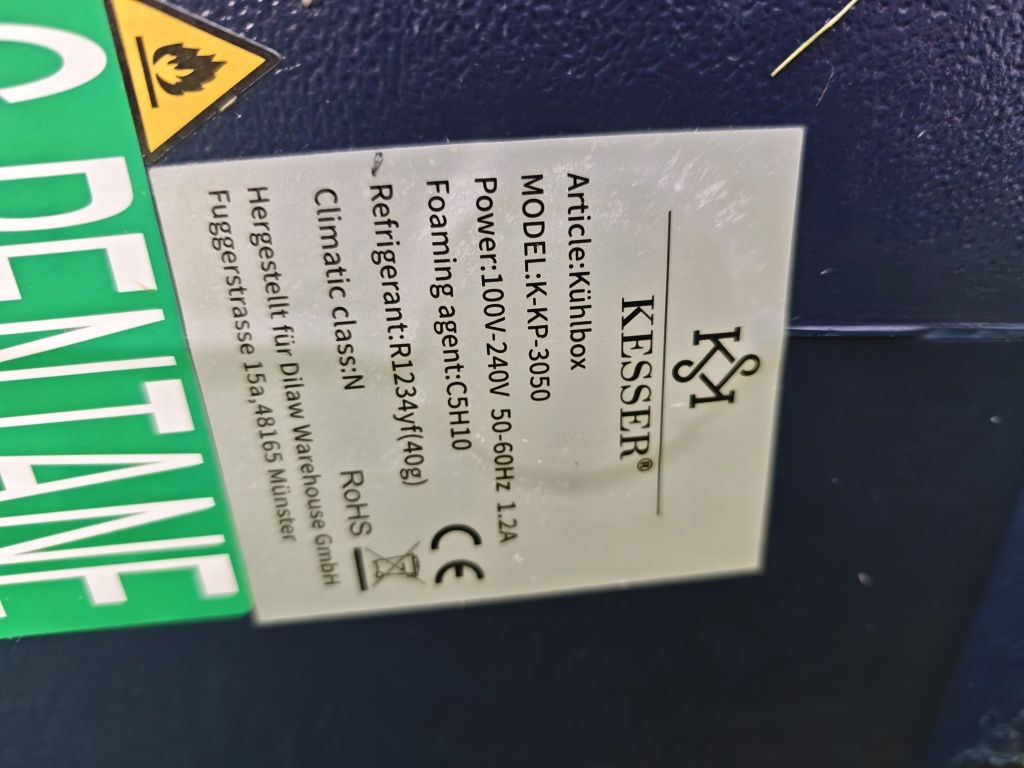 KESSER®
Article:Kühlbox
MODEL:K-KP-3050
Power:100V-240V 50-60Hz 1.2A
Foaming agent:C5H10
Refrigerant:R1234yf(40g)
Climatic class:N
RoHS
CE
Hergestellt für Dilaw Warehouse GmbH
Fuggerstrasse 15a,48165 Münster
C PENTANE